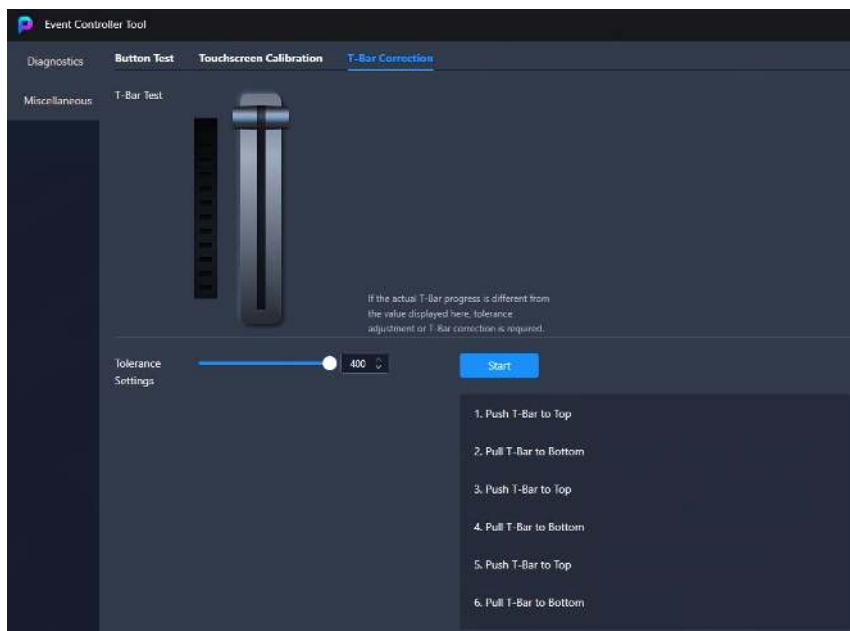 Event Controller Tool
Diagnostics
Button Test
Touchscreen Calibration
T-Bar Correction
Miscellaneous
T-Bar Test
If the actual T-Bar progress is different from
the value displayed here, tolerance
adjustment or T-Bar correction is required.
Tolerance
Settings
400
Start
1. Push T-Bar to Top
2. Pull T-Bar to Bottom
3. Push T-Bar to Top
4. Pull T-Bar to Bottom
5. Push T-Bar to Top
6. Pull T-Bar to Bottom